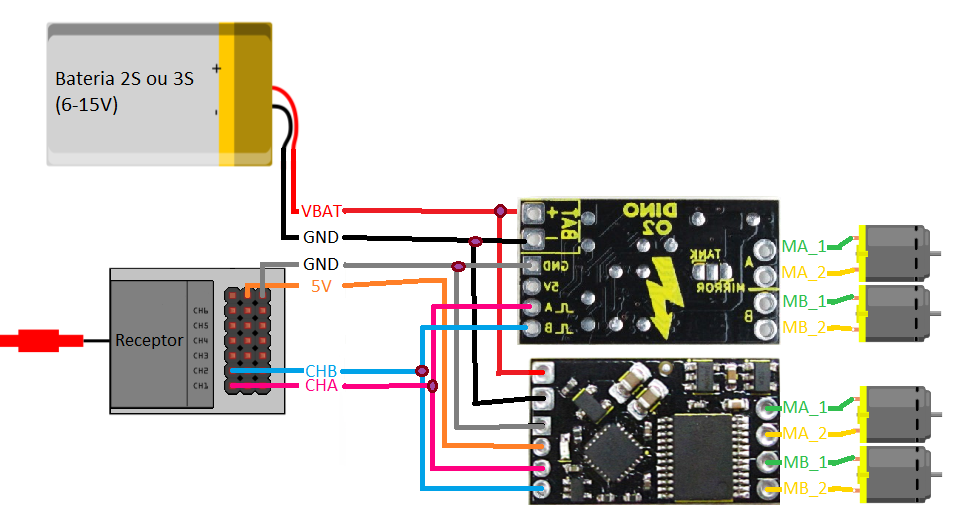 Bateria 2S ou 3S
(6-15V)
+
-
VBAT
GND
GND
5V
Receptor
CH6
CH5
CH4
CH3
CH2
CH1
CHB
CHA
+
-
BAT
GND
5V
A
B
DINO
O2
TANK
MIRROR
A
B
MA_1
MA_2
MB_1
MB_2
MA_1
MA_2
MB_1
MB_2